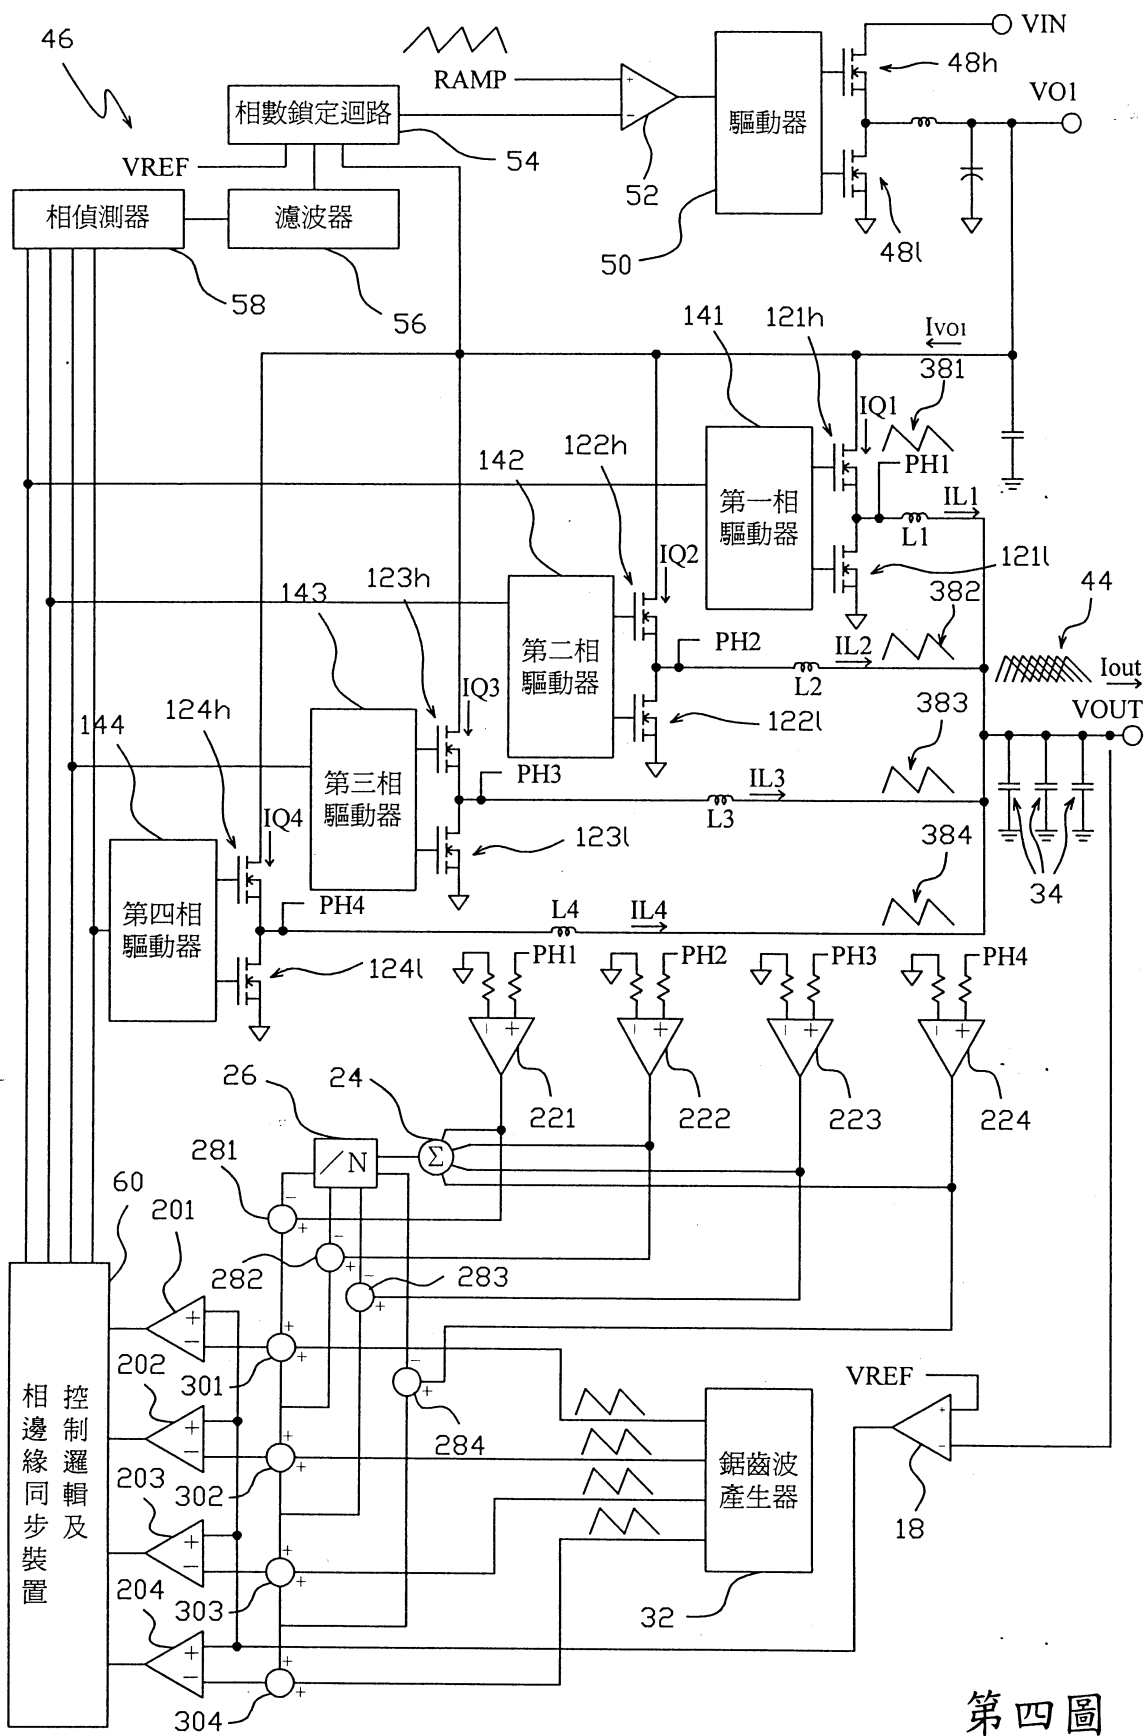 46
RAMP
相數鎖定迴路
VREF
54
52
驅動器
50
48h
48l
VIN
VO1
相偵測器
58
濾波器
56
IVO1
141
121h
IQ1
381
PH1
第一相
驅動器
IL1
L1
121l
142
122h
IQ2
第二相
驅動器
PH2
L2
IL2
382
122l
44
Iout
VOUT
143
123h
IQ3
第三相
驅動器
PH3
L3
IL3
383
123l
34
144
124h
IQ4
第四相
驅動器
PH4
L4
IL4
384
124l
PH1
PH2
PH3
PH4
− +
− +
− +
− +
221
222
223
224
26
24
/N
Σ
281
−
+
282
−
+
283
−
+
284
−
+
60
201
+
−
202
+
−
203
+
−
204
+
−
301
+
+
302
+
+
303
+
+
304
+
+
控制邏輯及
相邊緣同步裝置
鋸齒波
產生器
32
VREF
+
−
18
第四圖